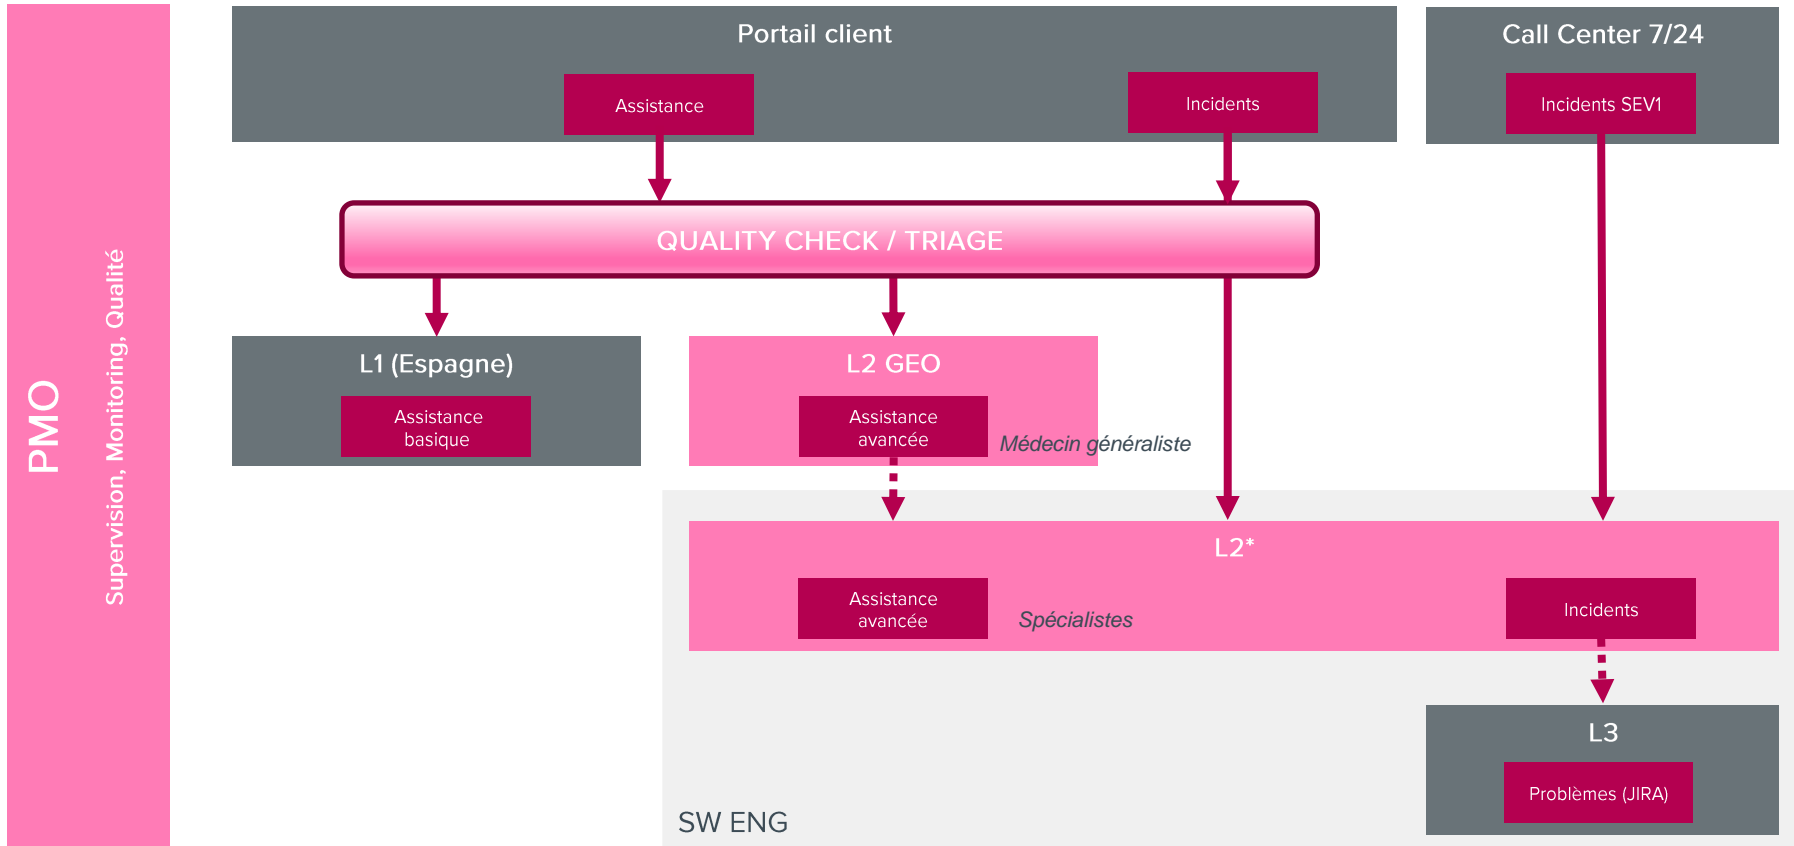 PMO
Supervision, Monitoring, Qualité
Portail client
Assistance
Incidents
Call Center 7/24
Incidents SEV1
QUALITY CHECK / TRIAGE
L1 (Espagne)
Assistance
basique
L2 GEO
Assistance
avancée
Médecin généraliste
L2*
Assistance
avancée
Spécialistes
Incidents
L3
Problèmes (JIRA)
SW ENG